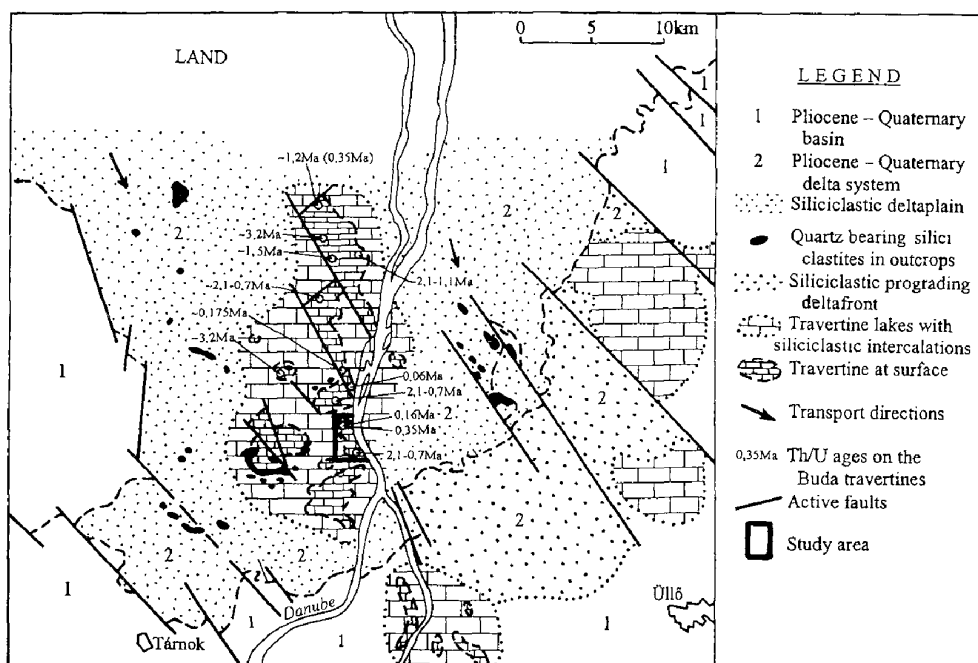 LAND
0 5 10km
1
1
1
2
2
2
~1,2Ma (0,35Ma)
~3,2Ma
~1,5Ma
2,1-1,1Ma
~2,1-0,7Ma
~0,175Ma
~3,2Ma
0,06Ma
2,1-0,7Ma
0,16Ma
2
0,35Ma
2,1-0,7Ma
1
2
2
2
2
1
1
Danube
1
1
1
Tárnok
Üllő
LEGEND
1 Pliocene – Quaternary
basin
2 Pliocene – Quaternary
delta system
Siliciclastic deltaplain
Quartz bearing silici
clastites in outcrops
Siliciclastic prograding
deltafront
Travertine lakes with
siliciclastic intercalations
Travertine at surface
Transport directions
0,35Ma Th/U ages on the
Buda travertines
Active faults
Study area